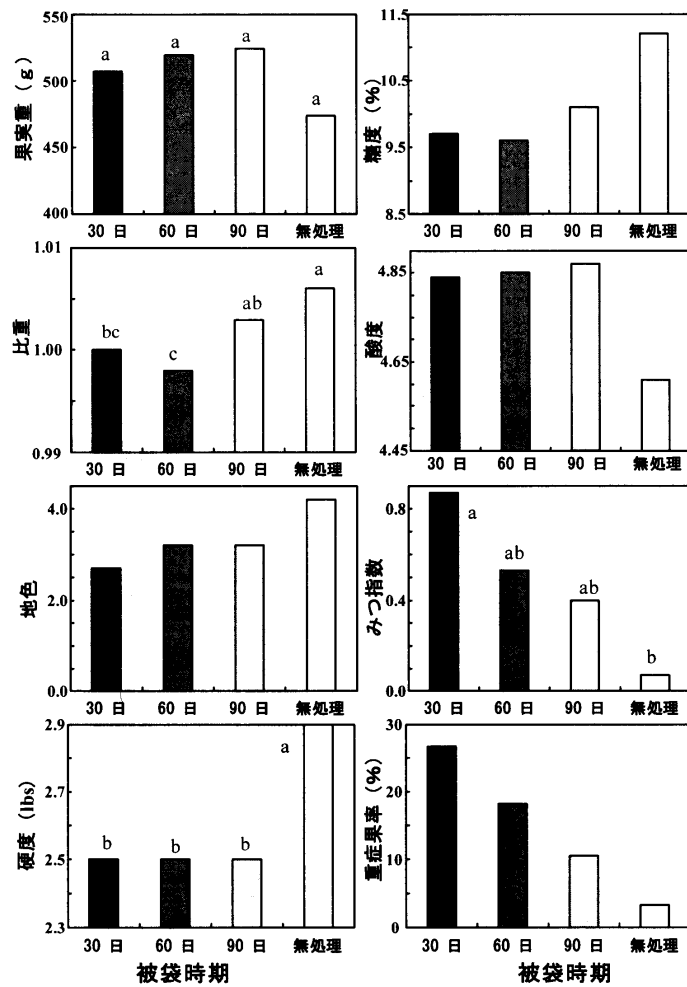 果実重（g）
550
500
450
400
a
a
a
a
30 日
60 日
90 日
無処理
糖度（%）
11.5
10.5
9.5
8.5
30 日
60 日
90 日
無処理
比重
1.01
1.00
0.99
bc
c
ab
a
30 日
60 日
90 日
無処理
酸度
4.85
4.65
4.45
30 日
60 日
90 日
無処理
地色
4.0
2.0
0.0
30 日
60 日
90 日
無処理
みつ指数
0.8
0.4
0.0
a
ab
ab
b
30 日
60 日
90 日
無処理
硬度（lbs）
2.9
2.7
2.5
2.3
b
b
b
a
30 日
60 日
90 日
無処理
被袋時期
重症果率（%）
30
20
10
0
30 日
60 日
90 日
無処理
被袋時期